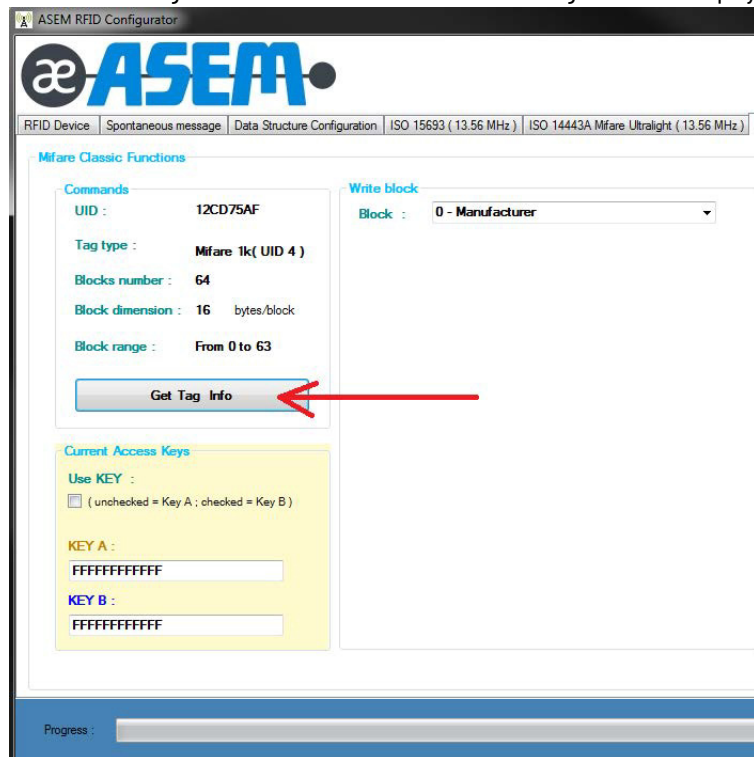 ASEM RFID Configurator
æ ASEM
RFID Device Spontaneous message Data Structure Configuration ISO 15693 ( 13.56 MHz ) ISO 14443A Mifare Ultralight ( 13.56 MHz )
Mifare Classic Functions
Commands
UID : 12CD75AF
Tag type : Mifare 1k( UID 4 )
Blocks number : 64
Block dimension : 16 bytes/block
Block range : From 0 to 63
Get Tag Info
Write block
Block : 0 - Manufacturer
Current Access Keys
Use KEY :
( unchecked = Key A ; checked = Key B )
KEY A :
FFFFFFFFFFFF
KEY B :
FFFFFFFFFFFF
Progress :